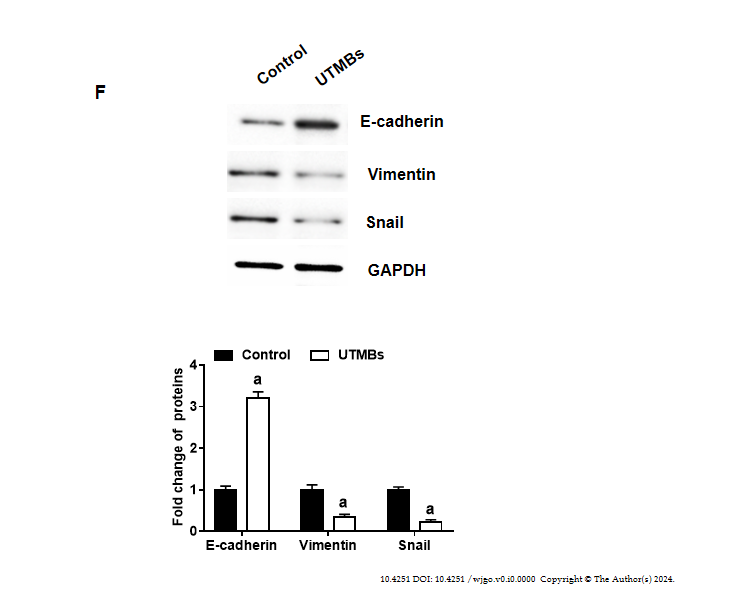 F
Control UTMBs
E-cadherin
Vimentin
Snail
GAPDH
Control UTMBs
Fold change of proteins
4
3
2
1
0
a
a
a
E-cadherin Vimentin Snail
10.4251 DOI: 10.4251 / wjgo.v0.i0.0000 Copyright © The Author(s) 2024.